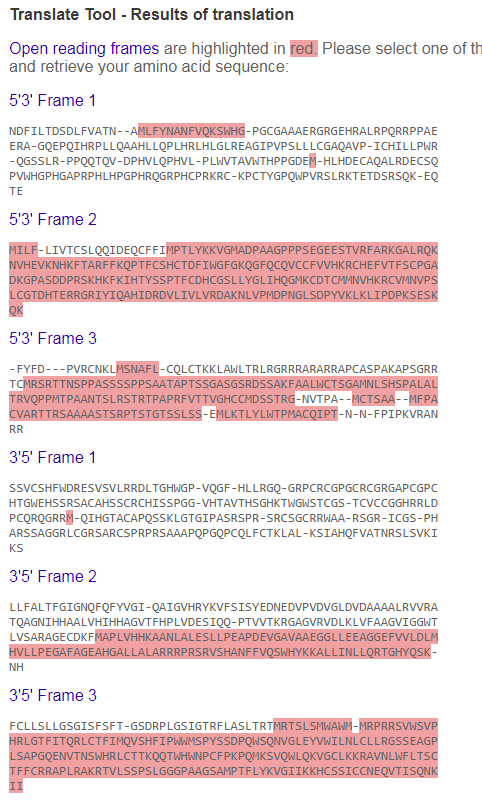 Translate Tool - Results of translation
Open reading frames are highlighted in red. Please select one of th
and retrieve your amino acid sequence:
5'3' Frame 1
NDFILTDSDLFVATN--AMLFYNANFVQKSWHG-PGCGAAAERGRGEHRALRPQRRPPAE
ERA-GQEPQIHRPLLQAAHLLQPLHRLHLGLREAGIPVPSLLLCGAQAVP-ICHILLPWR
-QGSSLR-PPQQTQV-DPHVLQPHVL-PLWVTAVWTHPPGDEM-HLHDECAQALRDECSQ
PVWHGPHGAPRPHLHPGPHRQGRPHCPRKRC-KPCTYGPQWPVRSLRKTETDSRSQK-EQ
TE
5'3' Frame 2
MILF-LIVTCSLQQIDEQCFFIMPTLYKKVGMADPAAGPPPSEGEESTVRFARKGALRQK
NVHEVKNHKFTARFFKQPTFCSHCTDFIWGFGKQGFQCQVCCFVVHKRCHEFVTFSCPGA
DKGPASDDPRSKHKFKIHTYSSPTFCDHCGSLLYGLIHQGMKCDTCMMNVHKRCVMNVPS
LCGTDHTERRGRIYIQAHIDRDVLIVLVRDAKNLVPMDPNGLSDPYVKLKLIPDPKSESK
QK
5'3' Frame 3
-FYFD---PVRCNKLMSNAFL-CQLCTKKLAWLTRLRGRRRARARRAPCASPAKAPSGRR
TCMRSRTTNSPPASSSSPPSAATAPTSSGASGSRDSSAKFAALWCTSGAMNLSHSPALAL
TRVQPPMTPAANTSLRSTRTPAPRFVTTVGHCCMDSSTRG-NVTPA--MCTSAA--MFPA
CVARTTRSAAAASTSRPTSTGTSSLSS-EMLKTLYLWTPMACQIPT-N-N-FPIPKVRAN
RR
3'5' Frame 1
SSVCSHFWDRESVSVLRRDLTGHWGP-VQGF-HLLRGQ-GRPCRCGPGCRCGRGAPCGPC
HTGWEHSSRSACAHSSCRCHISSPGG-VHTAVTHSGHKTWGWSTCGS-TCVCCGGHRRLD
PCQRQGRRM-QIHGTACAPQSSKLGTGIPASRSPR-SRCSGCRRWAA-RSGR-ICGS-PH
ARSSAGGRLCGRSARCSPRPRSAAAPQPGQPCQLFCTKLAL-KSIAHQFVATNRSLSVKI
KS
3'5' Frame 2
LLFALTFGIGNQFQFYVGI-QAIGVHRYKVFSISYEDNEDVPVDVGLDVDAAAALRVVRA
TQAGNIHHAALVHIHHAGVTFHPLVDESIQQ-PTVVTKRGAGVRVDLKLVFAAGVIGGWT
LVSARAGECDKFMAPLVHHKAANLALESLLPEAPDEVGAVAAEGGLLEEAGGEFVVLDLM
HVLLPEGAFAGEAHGALLALARRRPRSRVSHANFFVQSWHYKKALLINLLQRTGHYQSK-
NH
3'5' Frame 3
FCLLSLLGSGISFSFT-GSDRPLGSIGTRFLASLTRTMRTSLSMWAWM-MRPRRSVWSVP
HRLGTFITQRLCTFIMQVSHFIPWWMSPYSSDPQWSQNVGLEYVWILNLCLLRGSSEAGP
LSAPGQENVTNSWHRLCTTKQQTWHWNPCFPKPQMKSVQWLQKVGCLKKRAVNLWFLTSC
TFFCRRAPLRAKRTVLSSPSLGGGPAAGSAMPTFLYKVGIIKKHCSSICCNEQVTISQNK
II